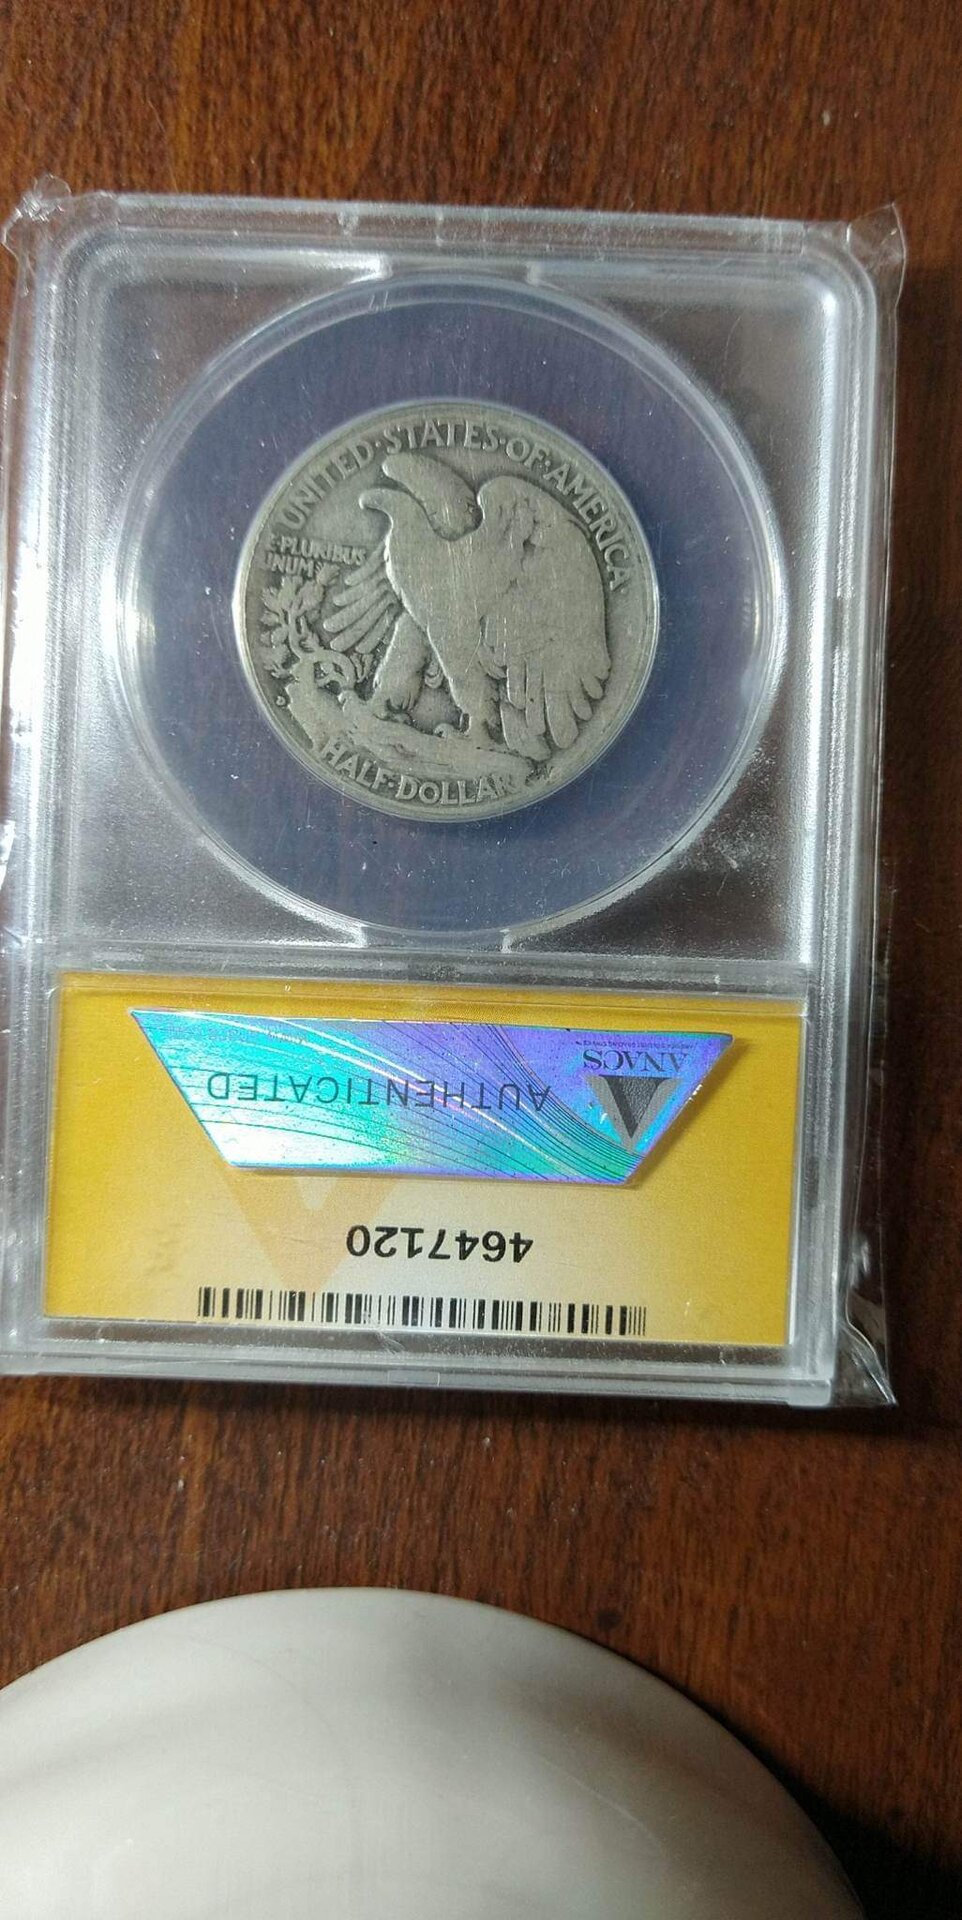 UNITED·STATES·OF·AMERICA
E·PLURIBUS
UNUM
D
HALF·DOLLAR
ANACS
AUTHENTICATED
4647120